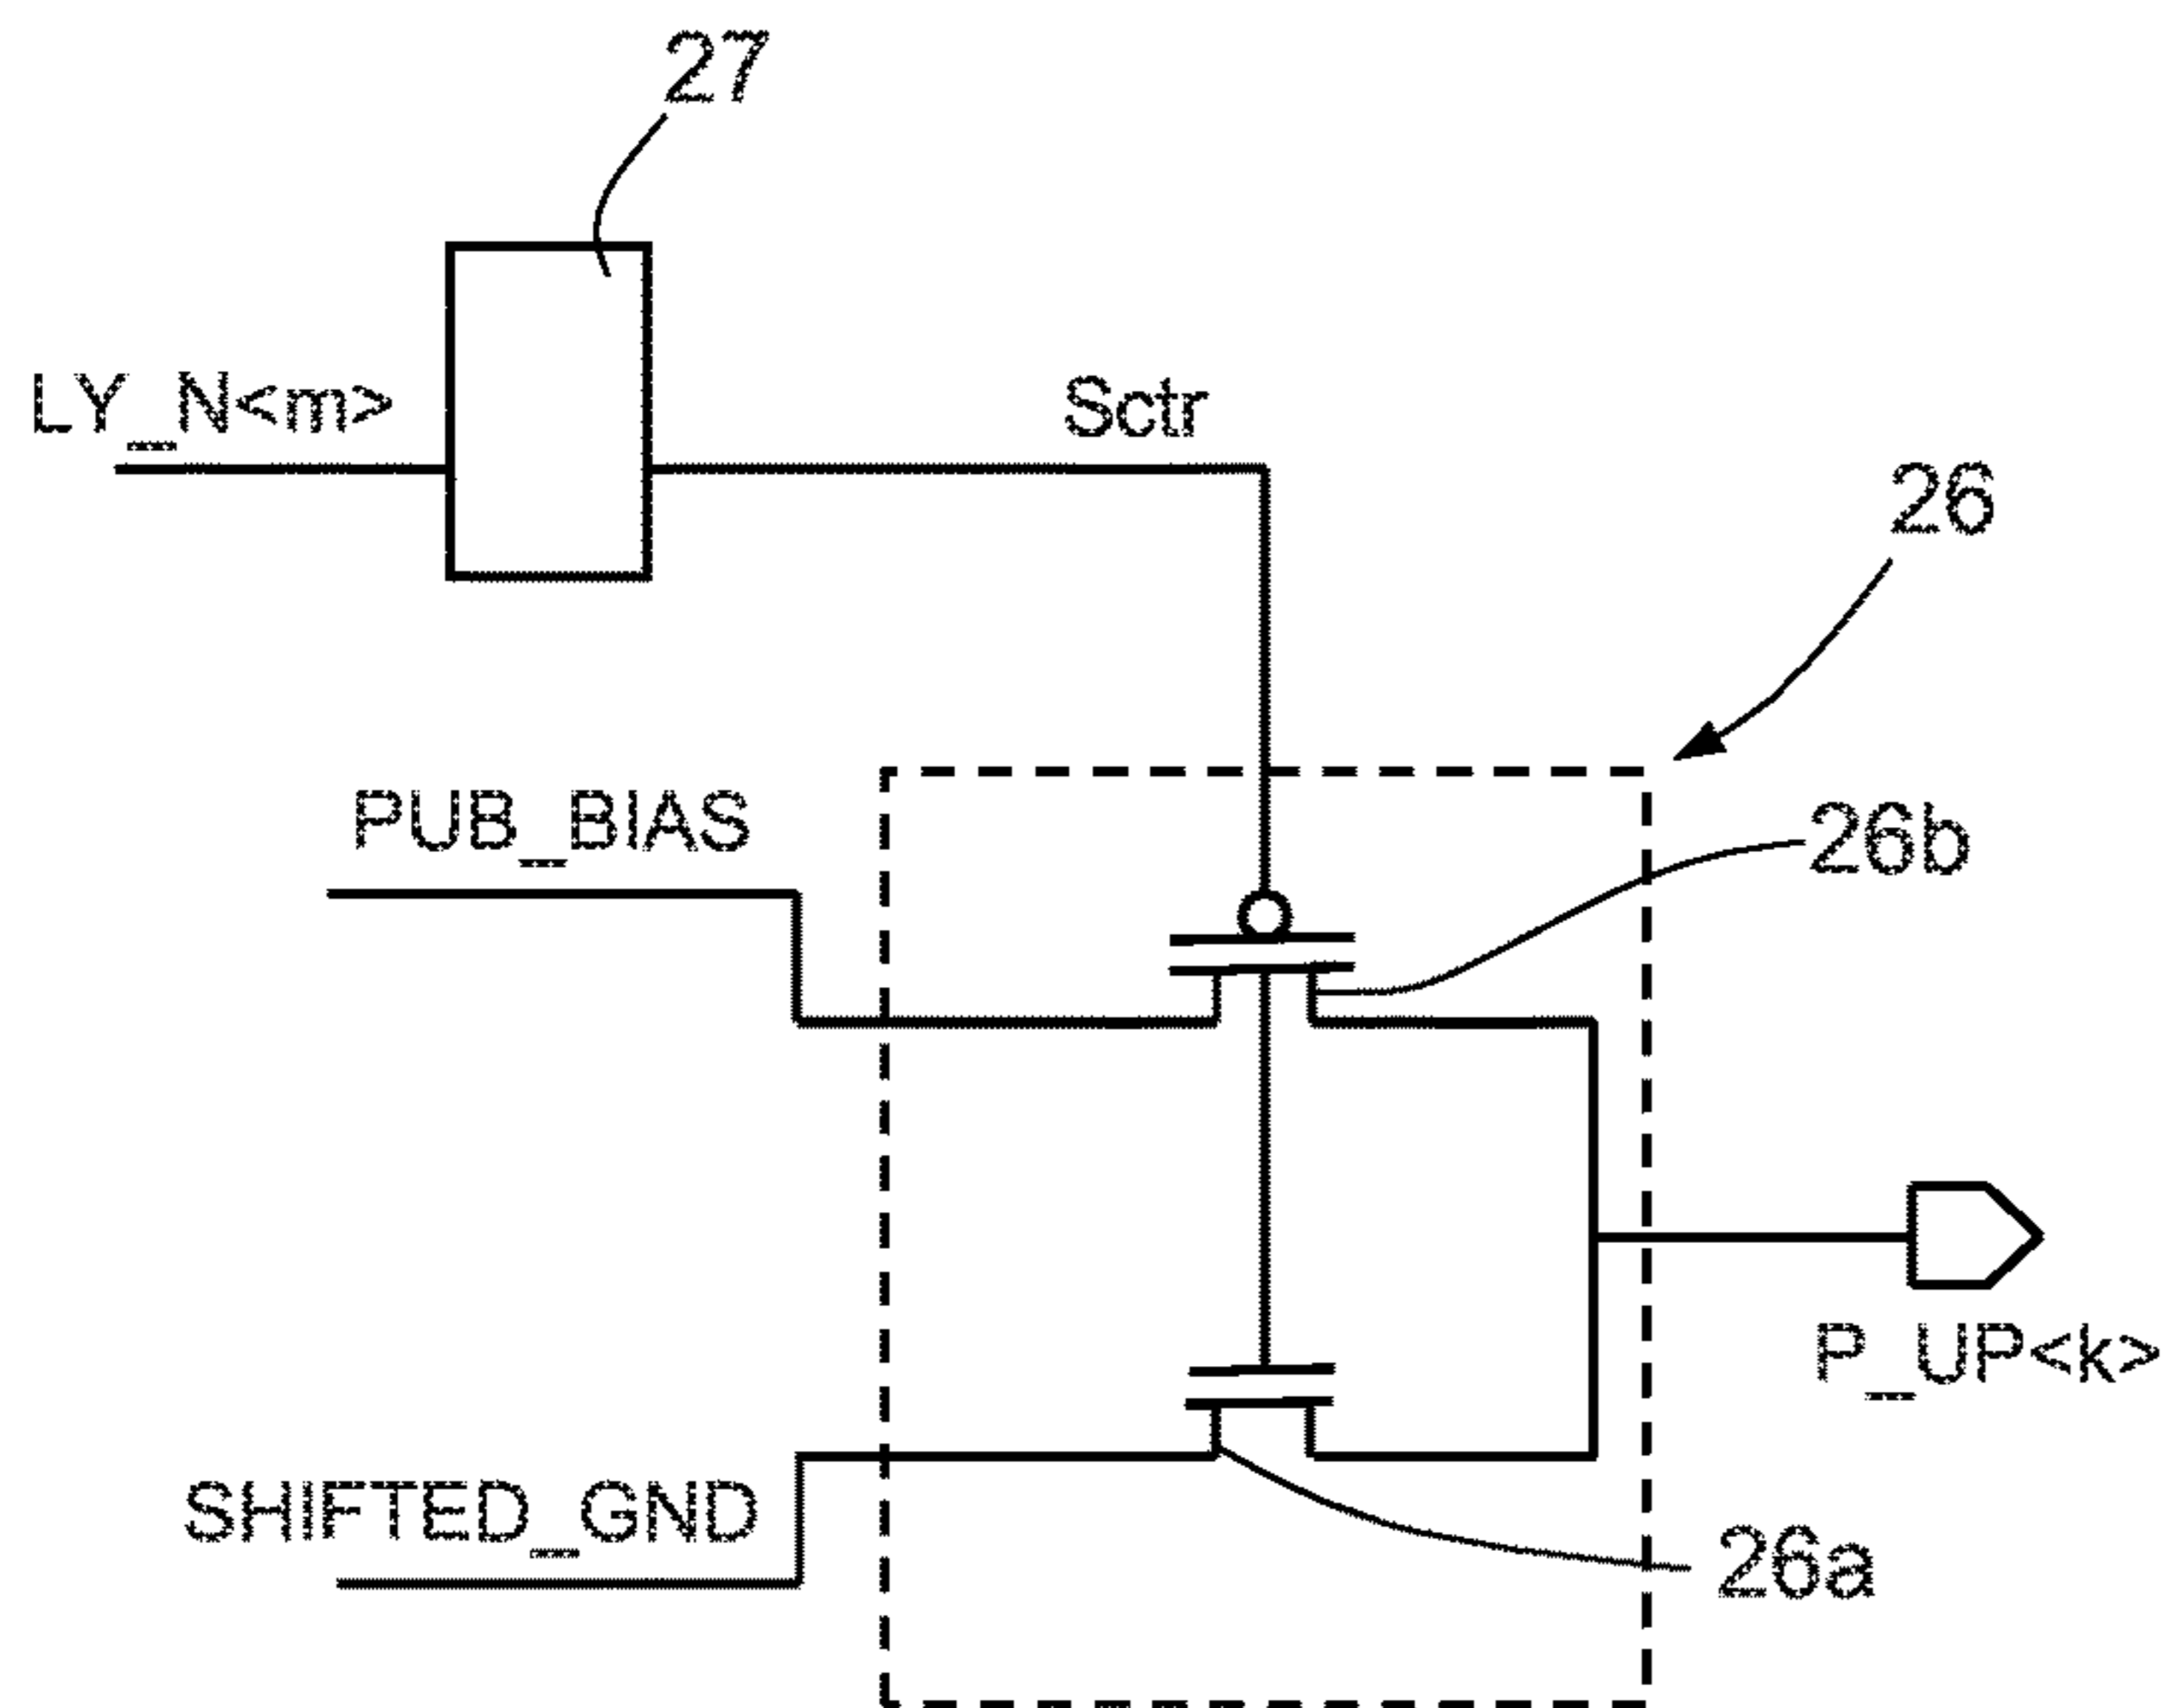 27
LY_N<m>
Sctr
26
PUB_BIAS
26b
P_UP<k>
SHIFTED_GND
26a